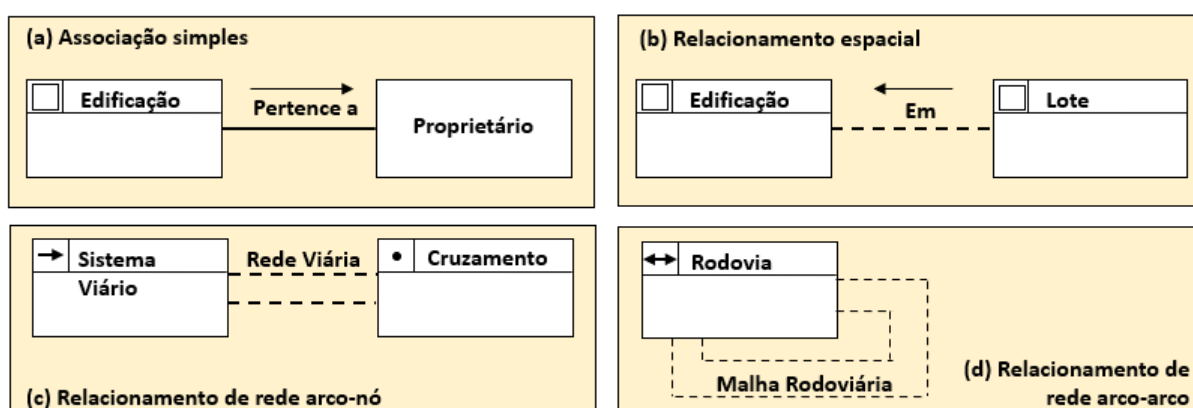 (a) Associação simples
Edificação
Pertence a
Proprietário
(b) Relacionamento espacial
Edificação
Em
Lote
Sistema
Viário
Rede Viária
Cruzamento
(c) Relacionamento de rede arco-nó
Rodovia
Malha Rodoviária
(d) Relacionamento de
rede arco-arco